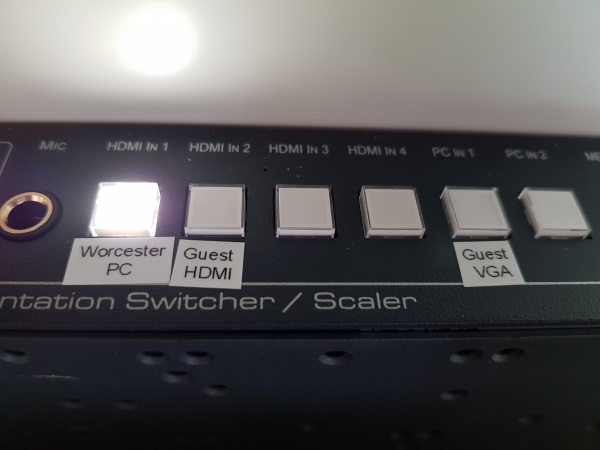 MIC HDMI IN 1 HDMI IN 2 HDMI IN 3 HDMI IN 4 PC IN 1 PC IN 2
Worcester
PC
Guest
HDMI
Guest
VGA
ntation Switcher / Scaler